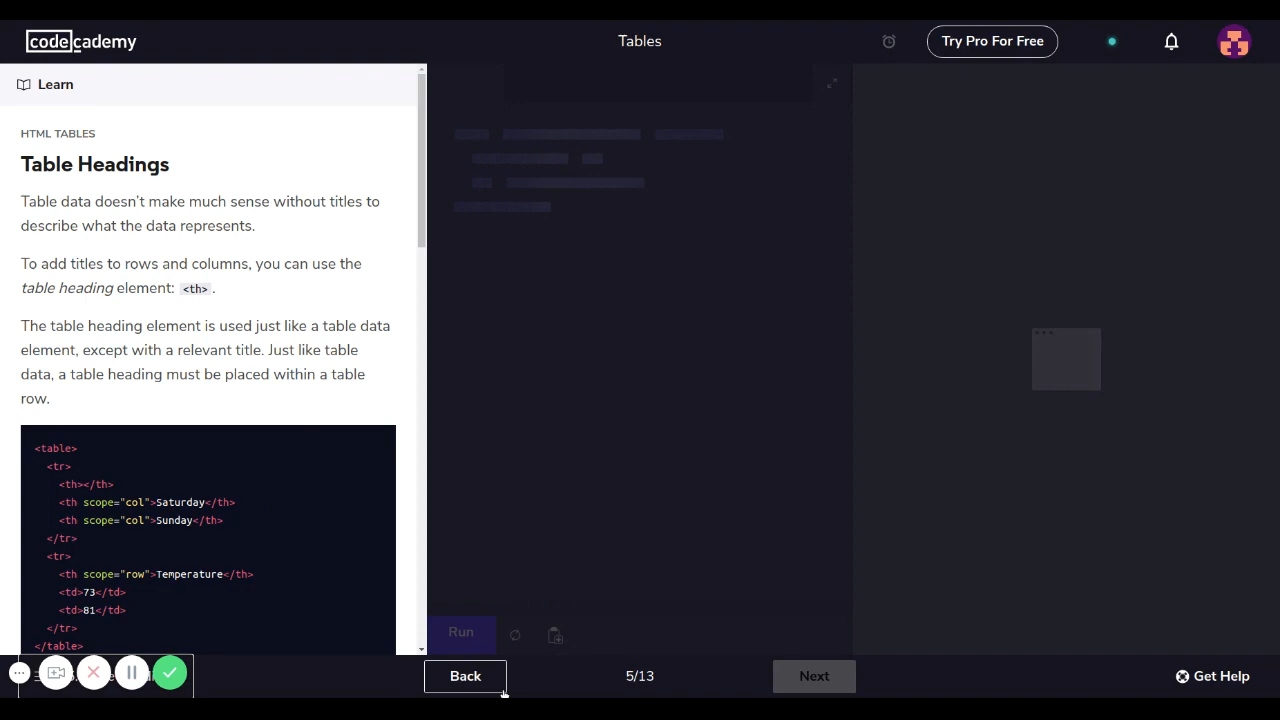 codecademy
Tables
Try Pro For Free
Learn
HTML TABLES
Table Headings
Table data doesn’t make much sense without titles to
describe what the data represents.
To add titles to rows and columns, you can use the
table heading element: <th> .
The table heading element is used just like a table data
element, except with a relevant title. Just like table
data, a table heading must be placed within a table
row.
<table>
<tr>
<th></th>
<th scope="col">Saturday</th>
<th scope="col">Sunday</th>
</tr>
<tr>
<th scope="row">Temperature</th>
<td>73</td>
<td>81</td>
</tr>
</table>
Run
Back
5/13
Next
Get Help